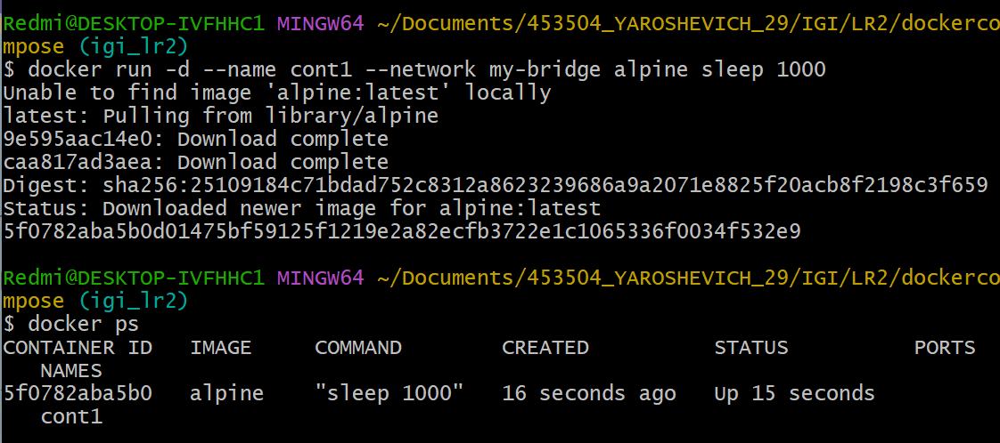 Redmi@DESKTOP-IVFHHC1 MINGW64 ~/Documents/453504_YAROSHEVICH_29/IGI/LR2/dockerco
mpose (igi_lr2)
$ docker run -d --name cont1 --network my-bridge alpine sleep 1000
Unable to find image 'alpine:latest' locally
latest: Pulling from library/alpine
9e595aac14e0: Download complete
caa817ad3aea: Download complete
Digest: sha256:25109184c71bdad752c8312a8623239686a9a2071e8825f20acb8f2198c3f659
Status: Downloaded newer image for alpine:latest
5f0782aba5b0d01475bf59125f1219e2a82ecfb3722e1c1065336f0034f532e9
Redmi@DESKTOP-IVFHHC1 MINGW64 ~/Documents/453504_YAROSHEVICH_29/IGI/LR2/dockerco
mpose (igi_lr2)
$ docker ps
CONTAINER ID   IMAGE     COMMAND        CREATED          STATUS          PORTS
   NAMES
5f0782aba5b0   alpine    "sleep 1000"   16 seconds ago   Up 15 seconds
   cont1